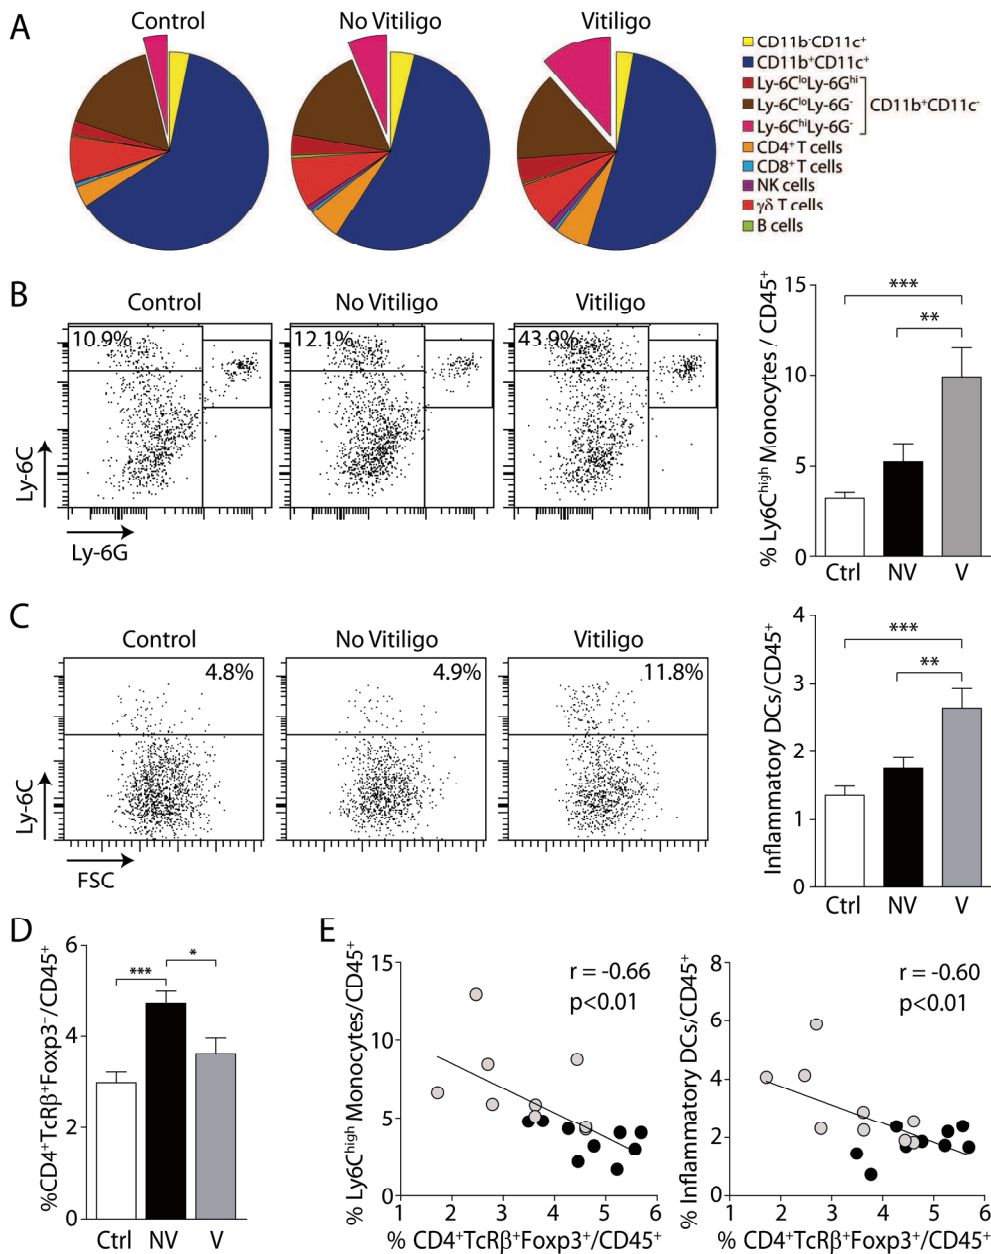 A
Control
No Vitiligo
Vitiligo
CD11b⁻CD11c⁺
CD11b⁺CD11c⁺
Ly-6CˡᵒLy-6Gʰⁱ
Ly-6CˡᵒLy-6G⁻
Ly-6CʰⁱLy-6G⁻
CD11b⁺CD11c⁻
CD4⁺T cells
CD8⁺T cells
NK cells
γδ T cells
B cells
B
Control
No Vitiligo
Vitiligo
10.9%
12.1%
43.9%
Ly-6C
Ly-6G
% Ly6Cʰⁱᵍʰ Monocytes / CD45⁺
15
10
5
0
***
**
Ctrl
NV
V
C
Control
No Vitiligo
Vitiligo
4.8%
4.9%
11.8%
Ly-6C
FSC
Inflammatory DCs/CD45⁺
4
3
2
1
0
***
**
Ctrl
NV
V
D
%CD4⁺TcRβ⁺Foxp3⁻/CD45⁺
6
4
2
0
***
*
Ctrl
NV
V
E
% Ly6Cʰⁱᵍʰ Monocytes/CD45⁺
15
10
5
0
r = -0.66
p<0.01
1 2 3 4 5 6
% CD4⁺TcRβ⁺Foxp3⁺/CD45⁺
% Inflammatory DCs/CD45⁺
8
6
4
2
0
r = -0.60
p<0.01
1 2 3 4 5 6
% CD4⁺TcRβ⁺Foxp3⁺/CD45⁺